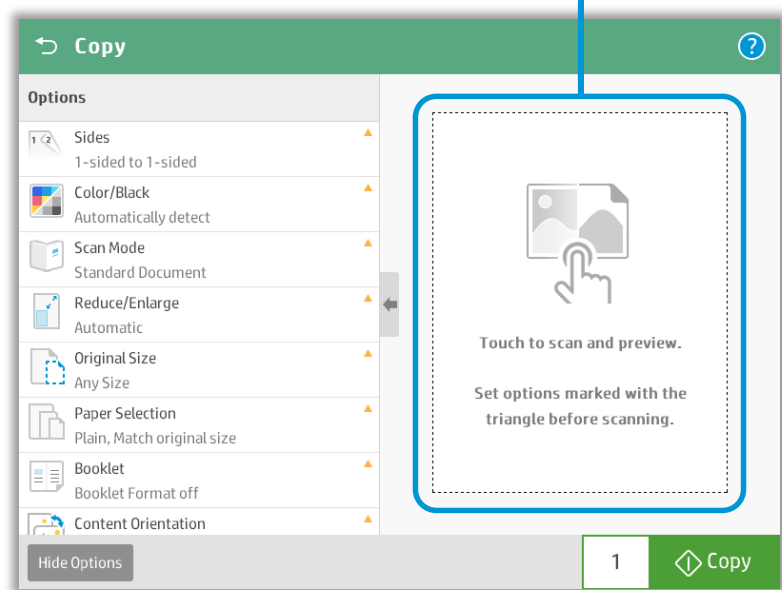 Copy
?
Options
1 2
Sides
1-sided to 1-sided
Color/Black
Automatically detect
Scan Mode
Standard Document
Reduce/Enlarge
Automatic
Original Size
Any Size
Paper Selection
Plain, Match original size
Booklet
Booklet Format off
Content Orientation
Touch to scan and preview.
Set options marked with the
triangle before scanning.
Hide Options
1
Copy